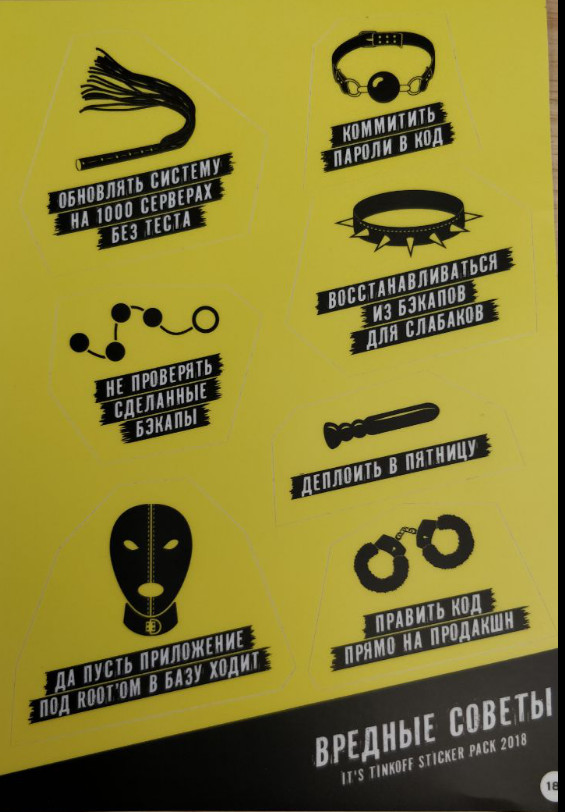 ОБНОВЛЯТЬ СИСТЕМУ
НА 1000 СЕРВЕРАХ
БЕЗ ТЕСТА
КОММИТИТЬ
ПАРОЛИ В КОД
ВОССТАНАВЛИВАТЬСЯ
ИЗ БЭКАПОВ
ДЛЯ СЛАБАКОВ
НЕ ПРОВЕРЯТЬ
СДЕЛАННЫЕ
БЭКАПЫ
ДЕПЛОИТЬ В ПЯТНИЦУ
ДА ПУСТЬ ПРИЛОЖЕНИЕ
ПОД ROOT'ОМ В БАЗУ ХОДИТ
ПРАВИТЬ КОД
ПРЯМО НА ПРОДАКШН
ВРЕДНЫЕ СОВЕТЫ
IT'S TINKOFF STICKER PACK 2018